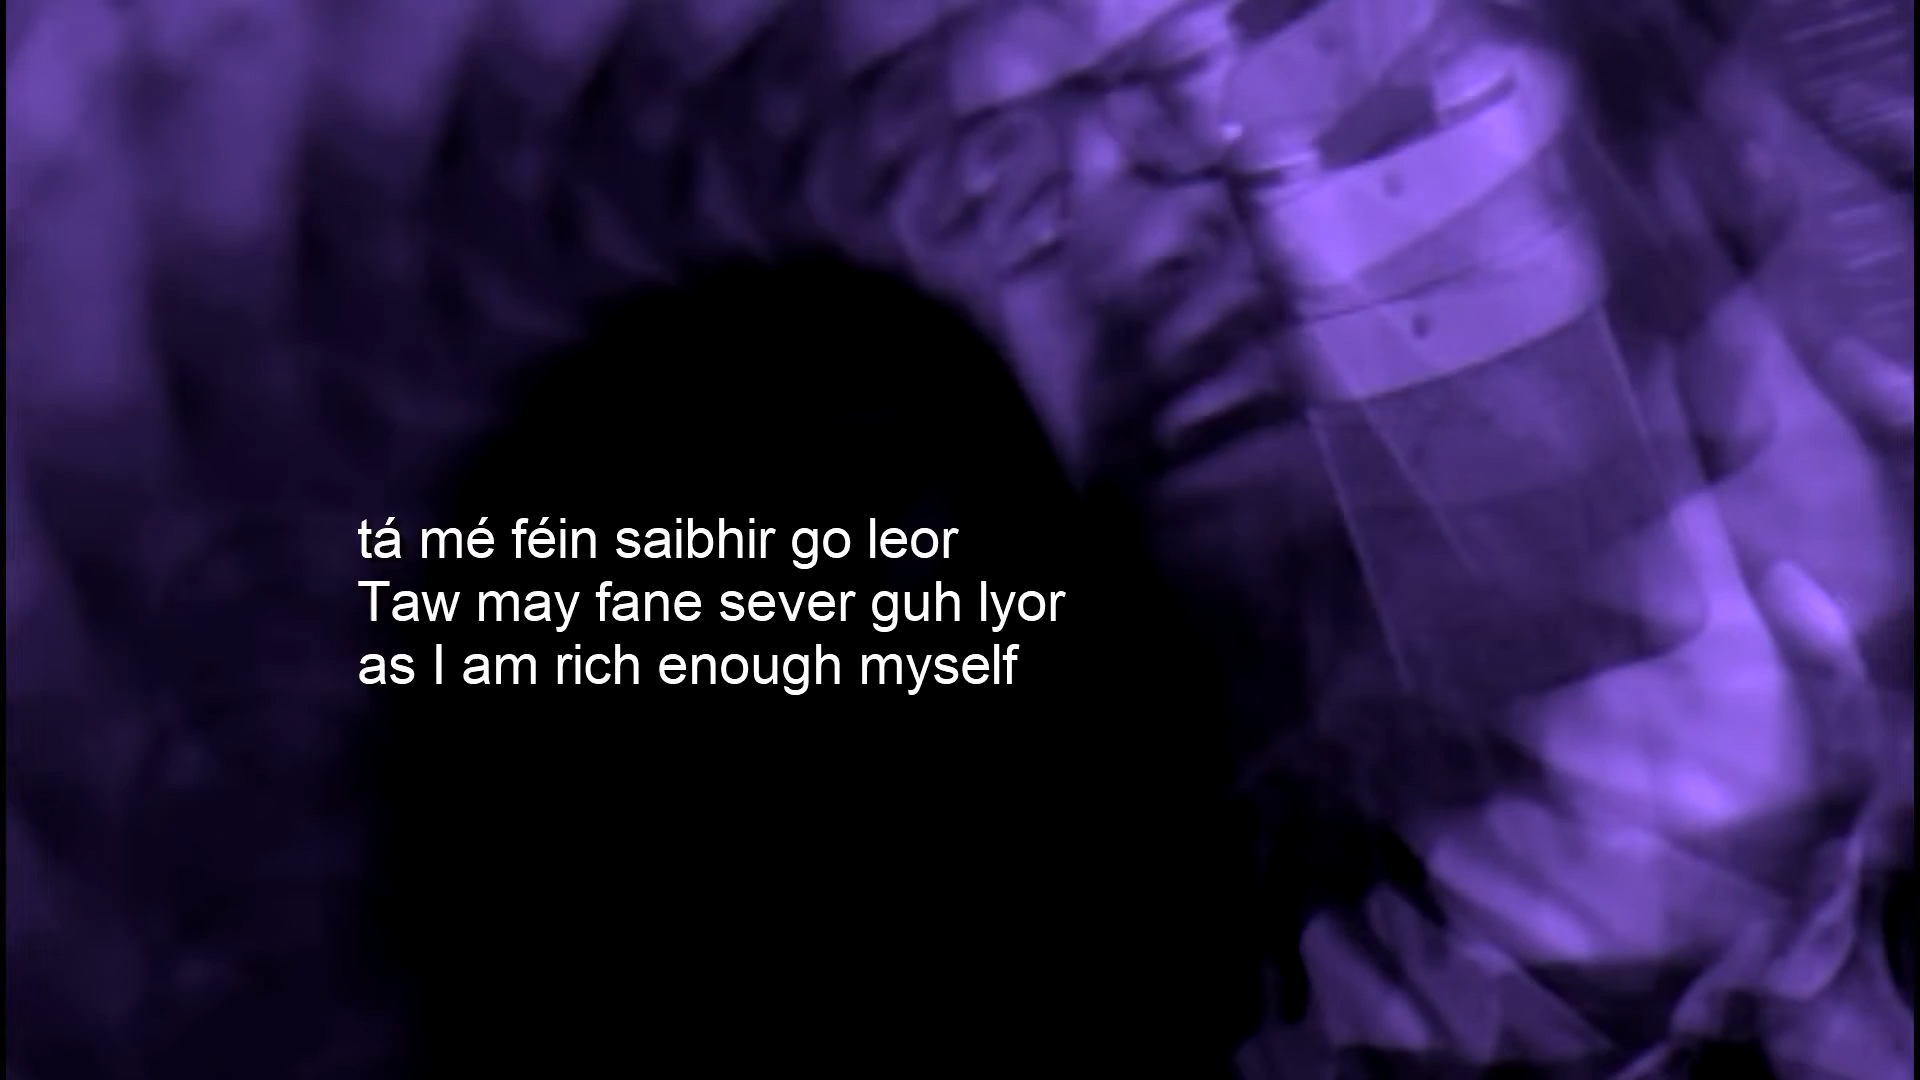 tá mé féin saibhir go leor
Taw may fane sever guh lyor
as I am rich enough myself